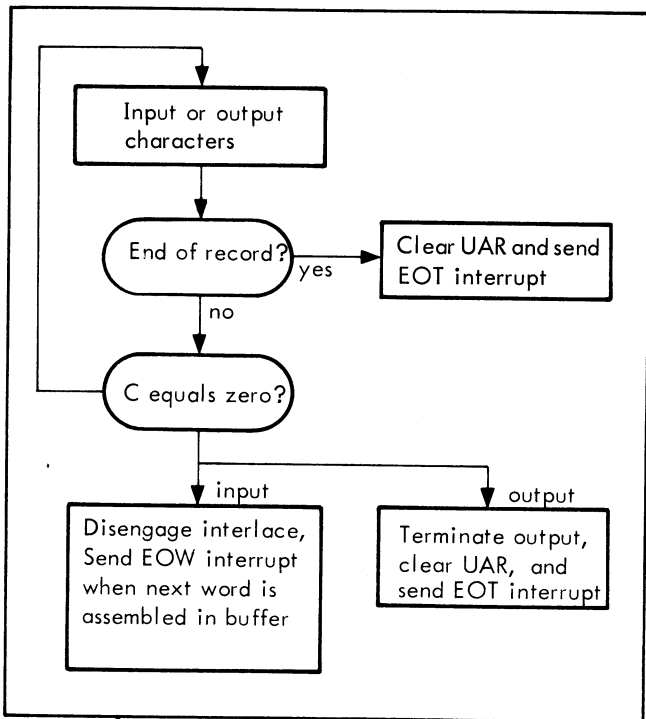 Input or output
characters
End of record?
yes
Clear UAR and send
EOT interrupt
no
C equals zero?
input
output
Disengage interlace,
Send EOW interrupt
when next word is
assembled in buffer
Terminate output,
clear UAR, and
send EOT interrupt